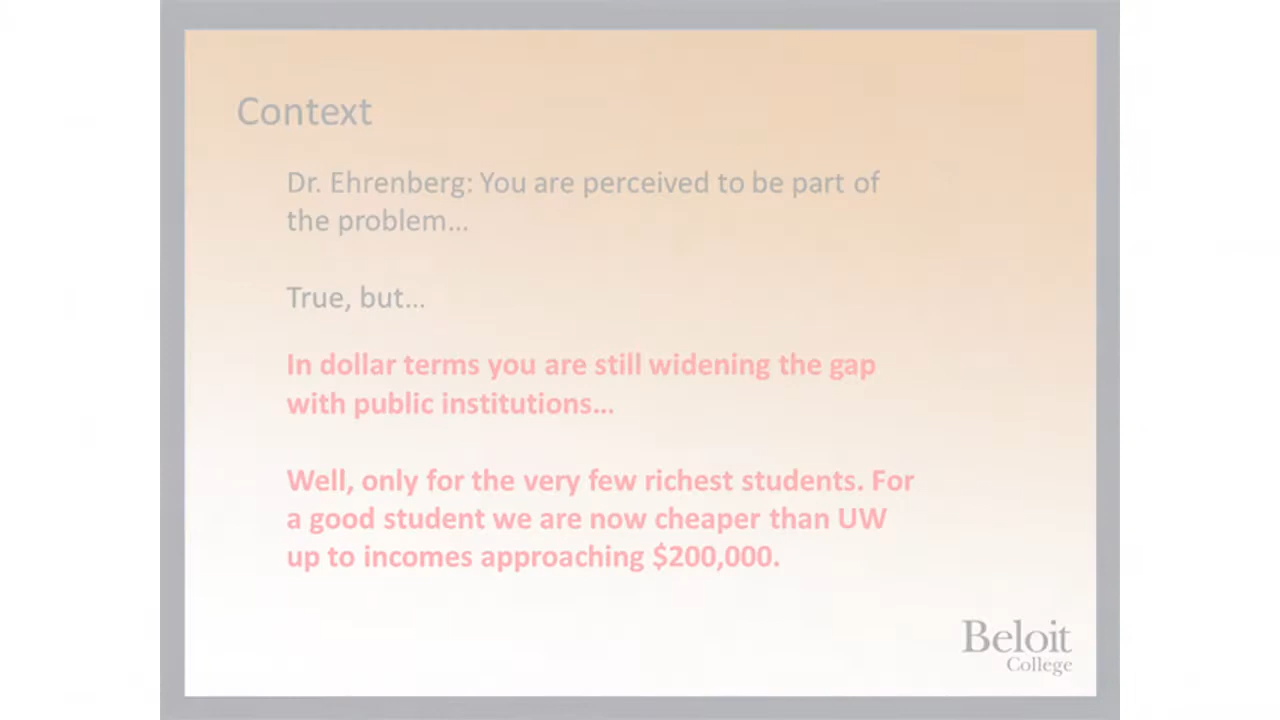 Context
Dr. Ehrenberg: You are perceived to be part of
the problem...
True, but...
In dollar terms you are still widening the gap
with public institutions...
Well, only for the very few richest students. For
a good student we are now cheaper than UW
up to incomes approaching $200,000.
Beloit
College